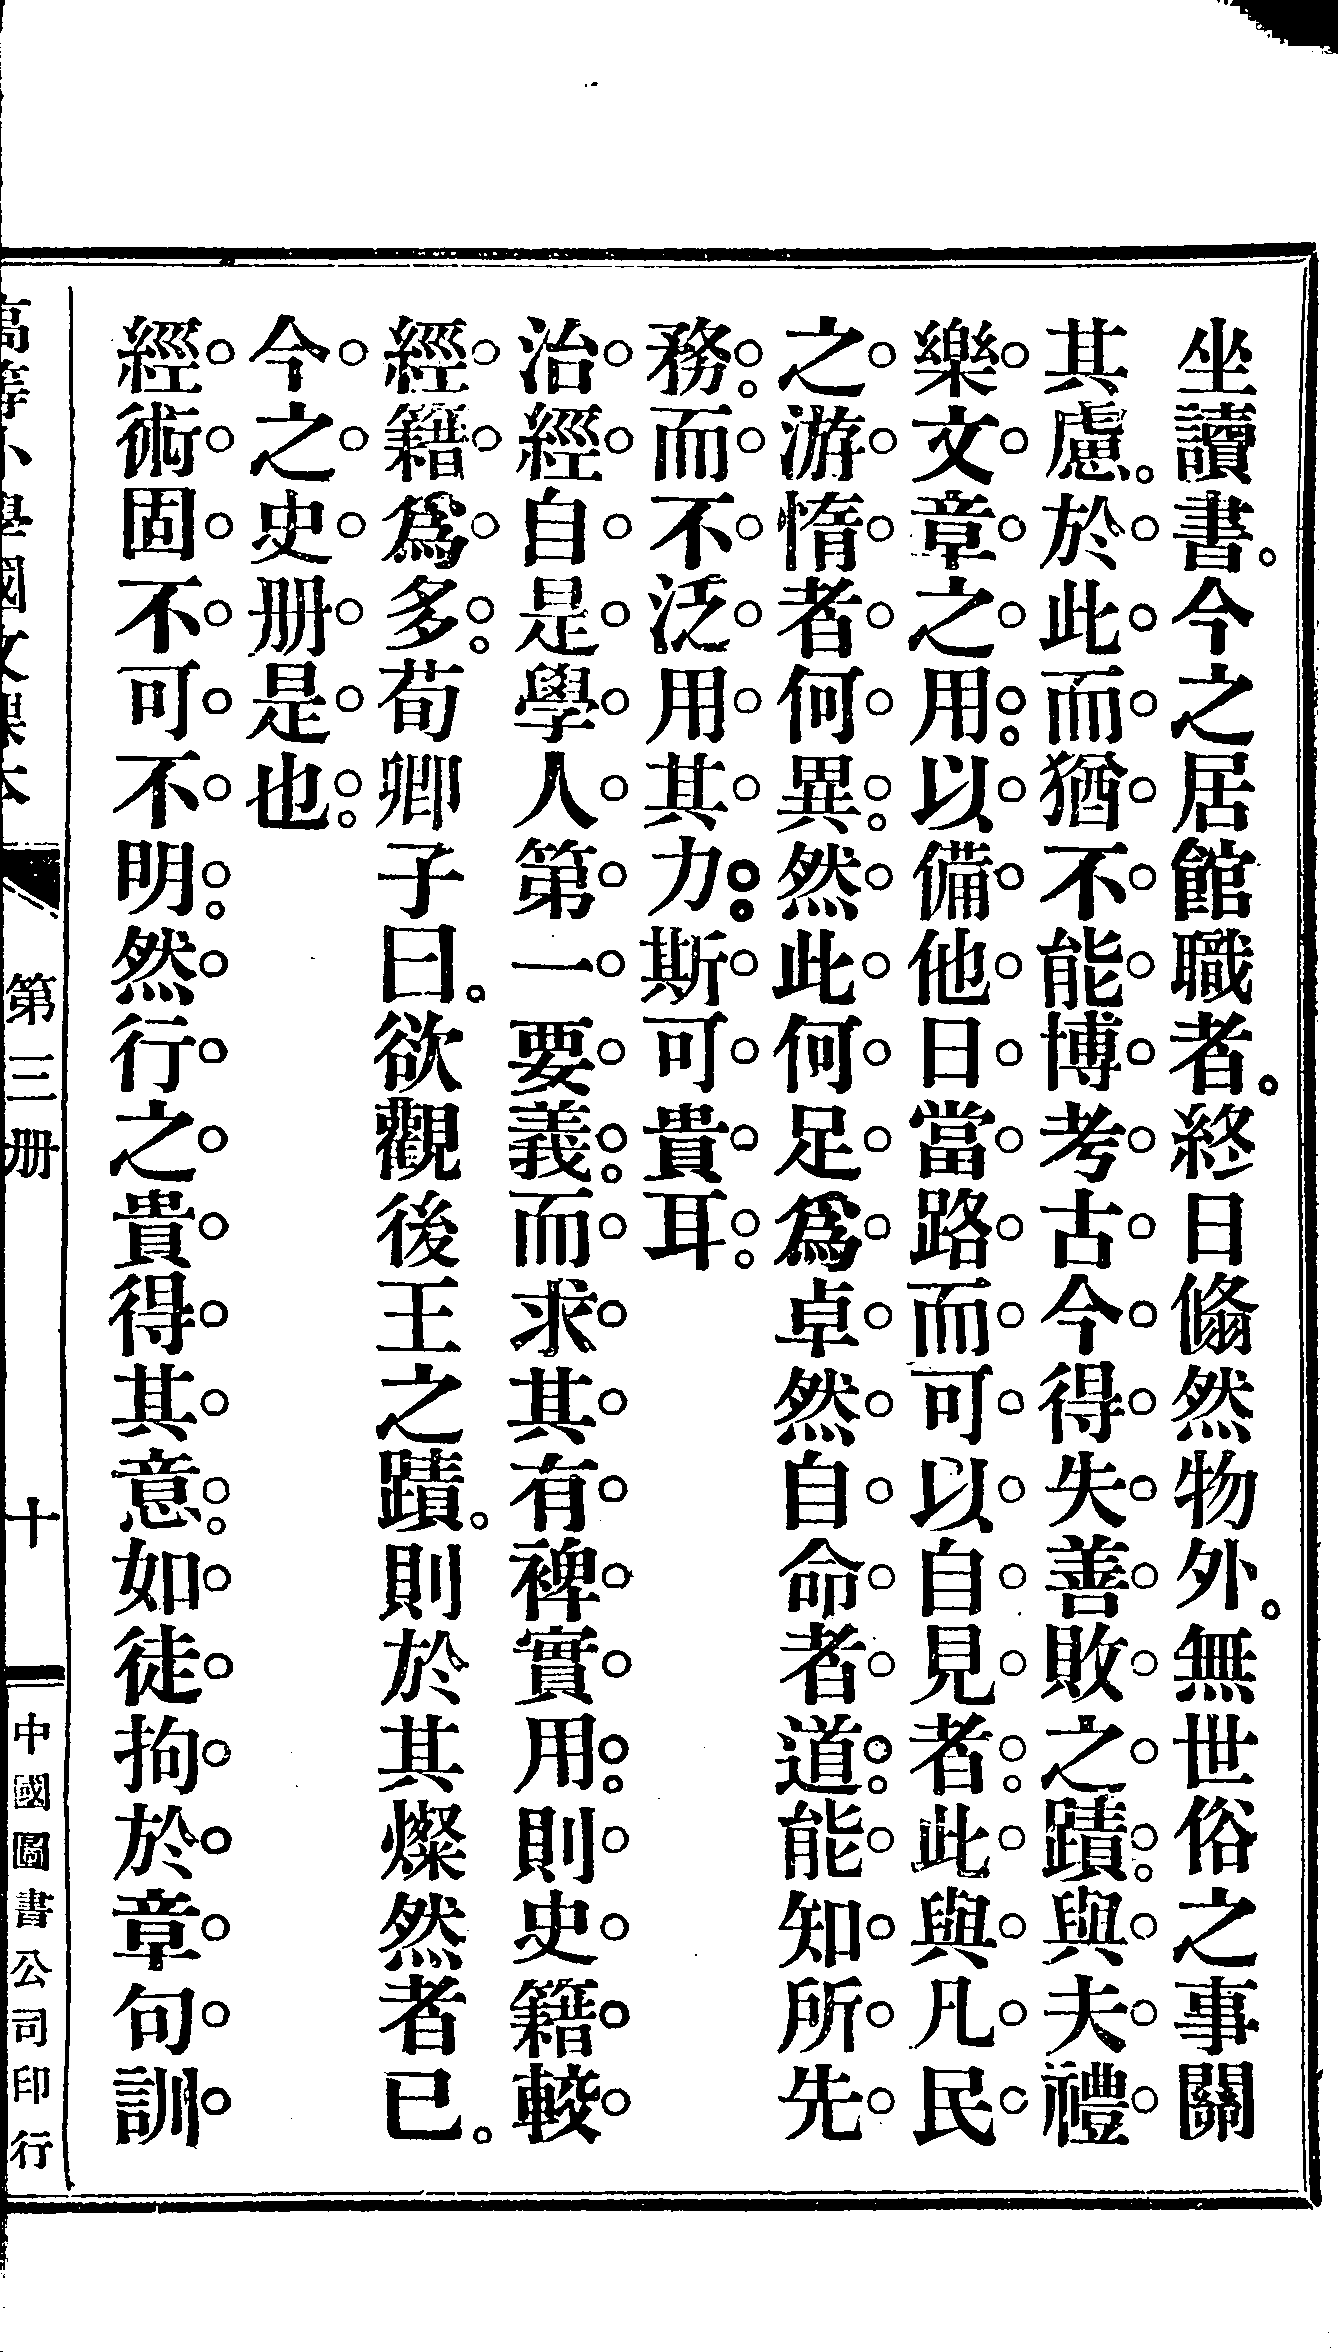 坐讀書。今之居館職者。終日翛然物外。無世俗之事關
其慮。於此而猶不能博考古今得失善敗之蹟。與夫禮
樂文章之用。以備他日當路而可以自見者。此與凡民
之游惰者何異。然此何足爲卓然自命者道。能知所先
務。而不泛用其力。斯可貴耳。
治經自是學人第一要義。而求其有裨實用。則史籍較
經籍爲多。荀卿子曰。欲觀後王之蹟。則於其燦然者已。
今之史册是也。
經術固不可不明。然行之貴得其意。如徒拘於章句訓
高等小學國文課本 第三册 十 中國圖書公司印行